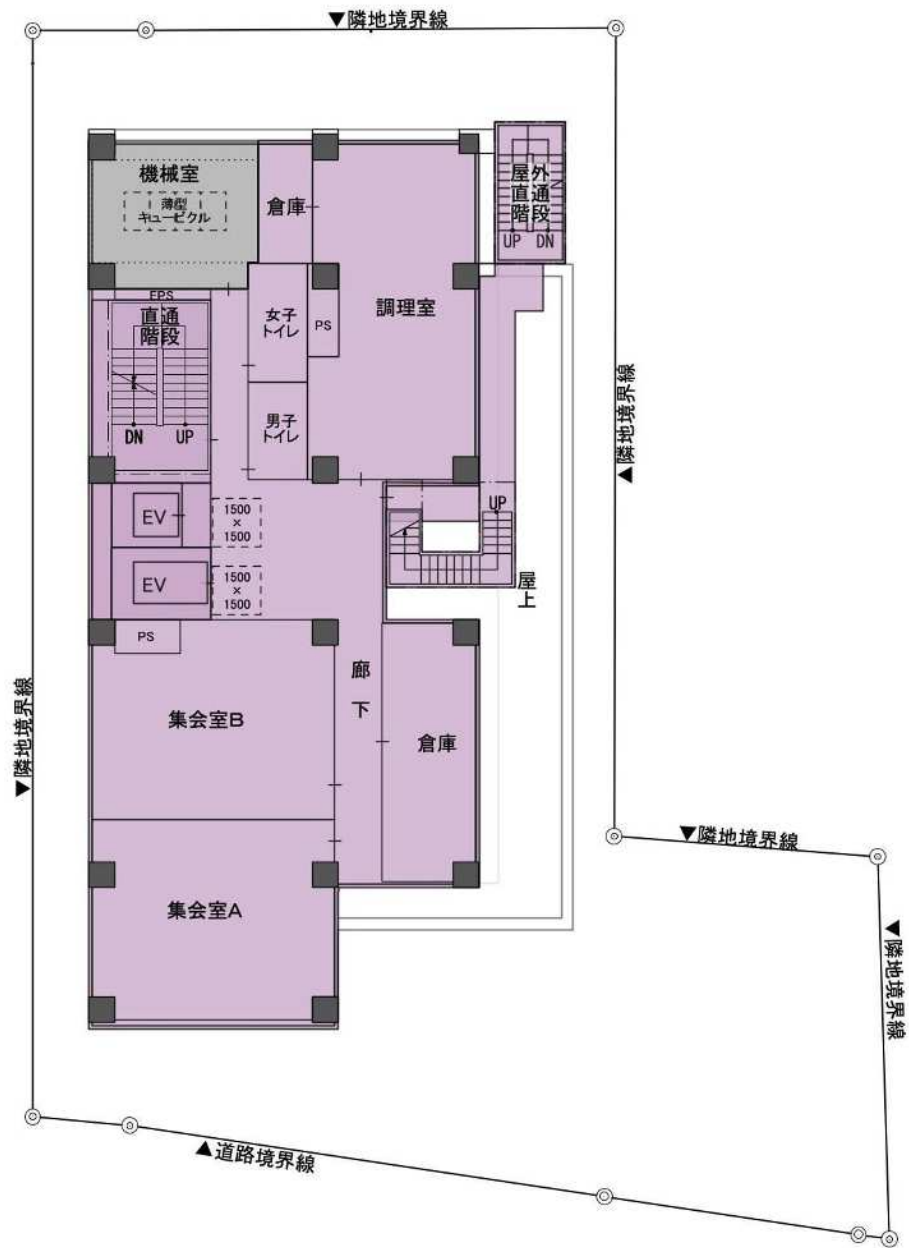 ▼隣地境界線
機械室
薄型
キュービクル
倉庫
屋外
直通
階段
UP DN
EPS
直通
階段
DN UP
女子
トイレ
PS
調理室
男子
トイレ
▲隣地境界線
EV
1500
×
1500
UP
EV
1500
×
1500
屋上
PS
▼隣地境界線
集会室B
廊下
倉庫
▼隣地境界線
集会室A
▼隣地境界線
▲道路境界線